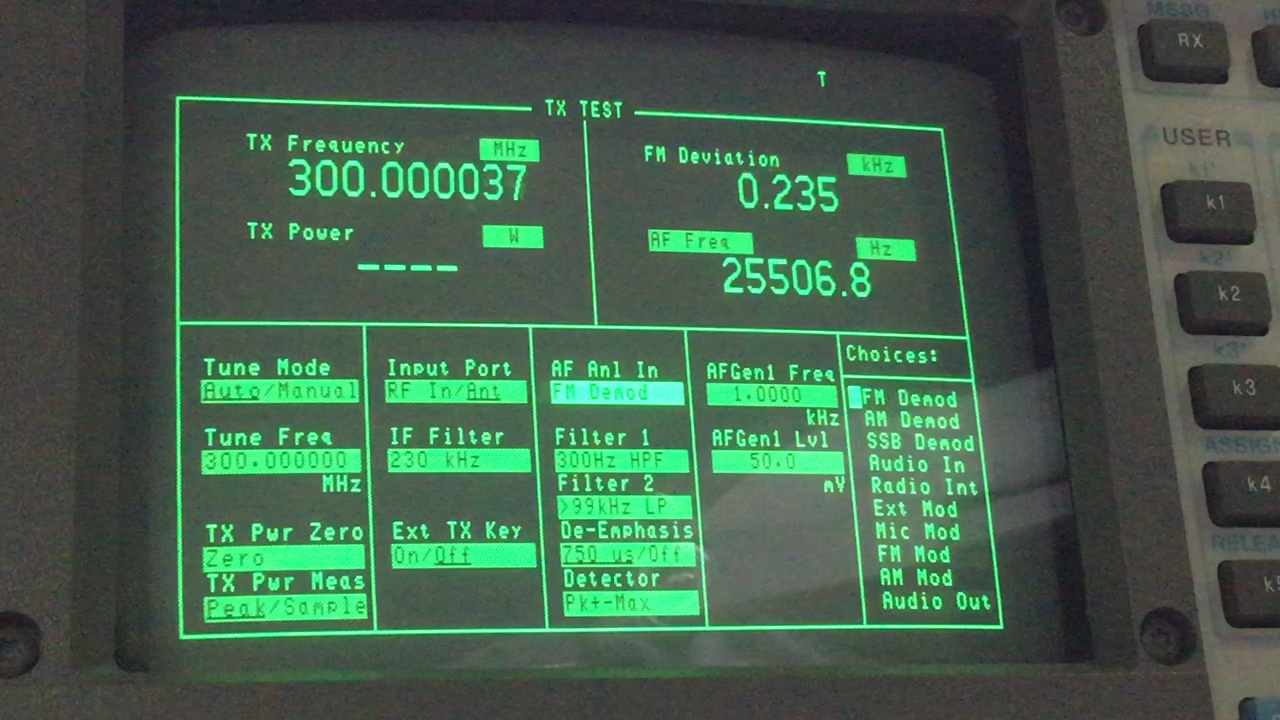 T
TX TEST
TX Frequency MHz
300.000037
TX Power W
----
FM Deviation kHz
0.235
AF Freq Hz
25506.8
Tune Mode
Auto/Manual
Tune Freq
300.000000
MHz
TX Pwr Zero
Zero
TX Pwr Meas
Peak/Sample
Input Port
RF In/Ant
IF Filter
230 kHz
Ext TX Key
On/Off
AF Anl In
FM Demod
Filter 1
300Hz HPF
Filter 2
>99kHz LP
De-Emphasis
750 us/Off
Detector
Pk+-Max
AFGen1 Freq
1.0000
kHz
AFGen1 Lvl
50.0
mV
Choices:
FM Demod
AM Demod
SSB Demod
Audio In
Radio Int
Ext Mod
Mic Mod
FM Mod
AM Mod
Audio Out
MSSG
RX
USER
k1'
k1
k2'
k2
k3'
k3
k4